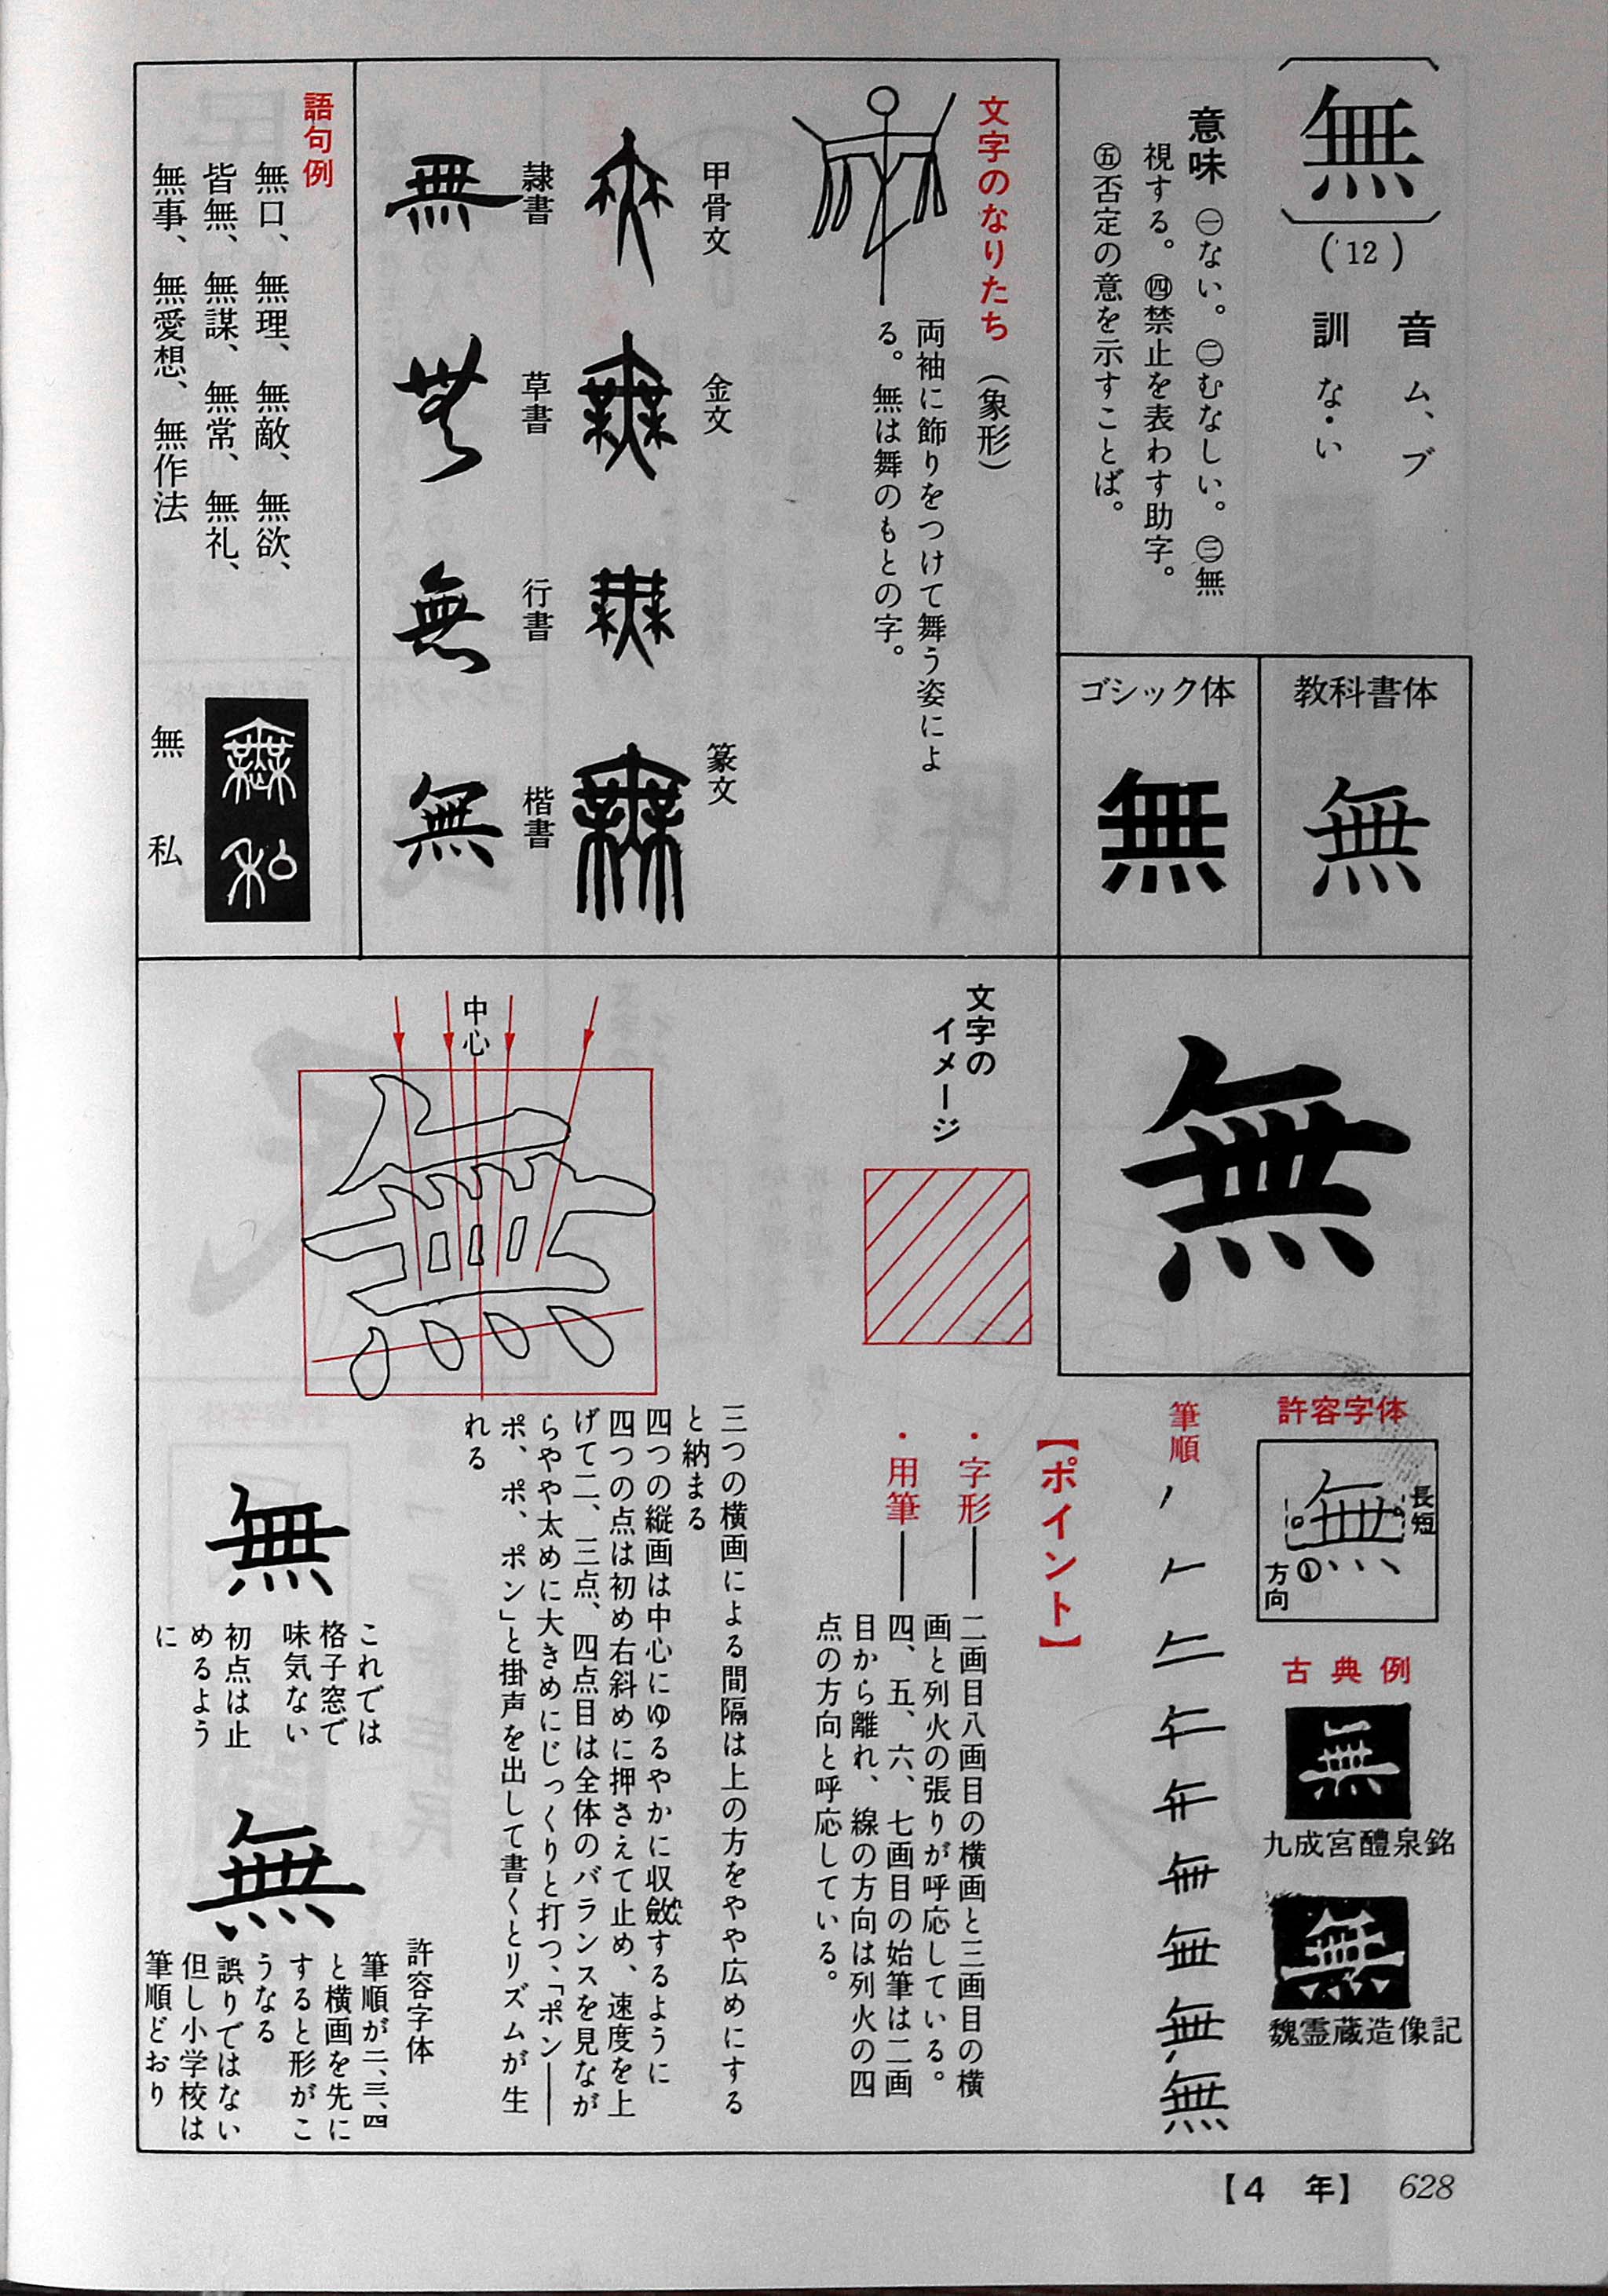 無
(12)
音 ム、ブ
訓 な・い
意味 ㊀ない。㊁むなしい。㊂無
視する。㊃禁止を表わす助字。
㊄否定の意を示すことば。
教科書体
無
ゴシック体
無
文字のなりたち(象形)
両袖に飾りをつけて舞う姿によ
る。無は舞のもとの字。
甲骨文
金文
篆文
隷書
無
草書
無
行書
無
楷書
無
語句例
無口、無理、無敵、無欲、
皆無、無謀、無常、無礼、
無事、無愛想、無作法
無私
無私
無
許容字体
無
長短
方向
古典例
無
九成宮醴泉銘
無
魏霊蔵造像記
筆順
無
文字の
イメージ
中心
無
【ポイント】
・字形――二画目八画目の横画と三画目の横
画と列火の張りが呼応している。
・用筆――四、五、六、七画目の始筆は二画
目から離れ、線の方向は列火の四
点の方向と呼応している。
三つの横画による間隔は上の方をやや広めにする
と納まる
四つの縦画は中心にゆるやかに収斂するように
四つの点は初め右斜めに押さえて止め、速度を上
げて二、三点、四点目は全体のバランスを見なが
らやや太めに大きめにじっくりと打つ、「ポン――
ポ、ポ、ポン」と掛声を出して書くとリズムが生
れる
無
これでは
格子窓で
味気ない
初点は止
めるよう
に
無
許容字体
筆順が二、三、四
と横画を先に
すると形がこ
うなる
誤りではない
但し小学校は
筆順どおり
【4 年】 628